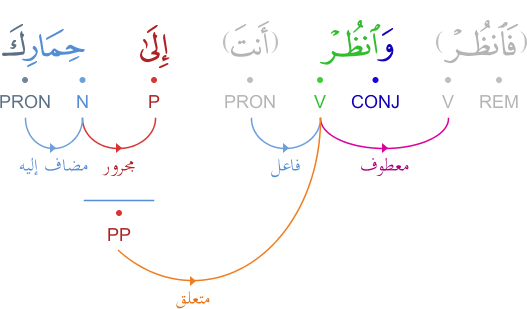 (فَٱنظُرْ) وَٱنظُرْ (أَنتَ) إِلَىٰ حِمَارِكَ
REM V CONJ V PRON P N PRON
معطوف فاعل مجرور مضاف إليه
PP
متعلق